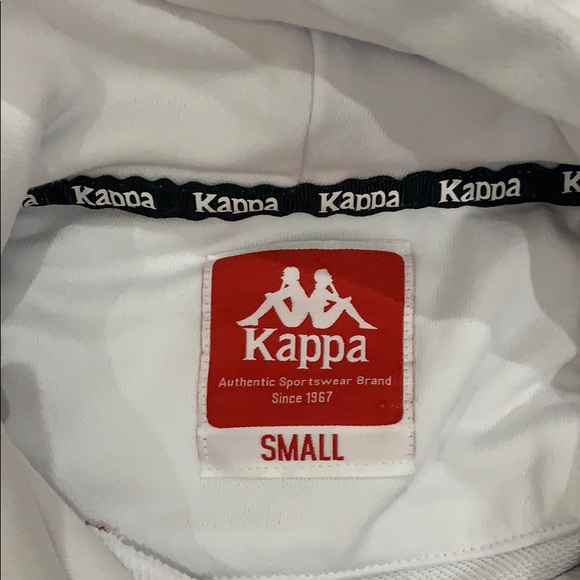 Kappa Kappa Kappa Kappa
Kappa
Authentic Sportswear Brand
Since 1967
SMALL